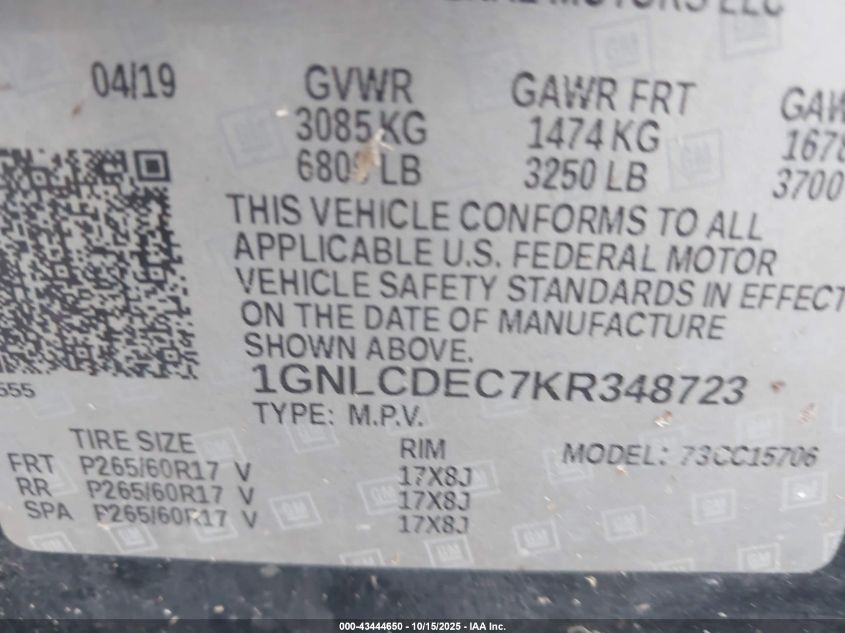 MOTORS LLC
04/19
GVWR GAWR FRT
3085 KG 1474 KG
LB 3250 LB 3700
THIS VEHICLE CONFORMS TO ALL
APPLICABLE U.S. FEDERAL MOTOR
VEHICLE SAFETY STANDARDS IN EFFECT
ON THE DATE OF MANUFACTURE
SHOWN ABOVE.
1GNLCDEC7KR348723
TYPE: M.P.V.
TIRE SIZE RIM MODEL: 73CC15706
FRT P265/60R17 V 17X8J
RR P265/60R17 V 17X8J
SPA P265/60R17 V 17X8J
GM
000-43444650 - 10/15/2025 - IAA Inc.